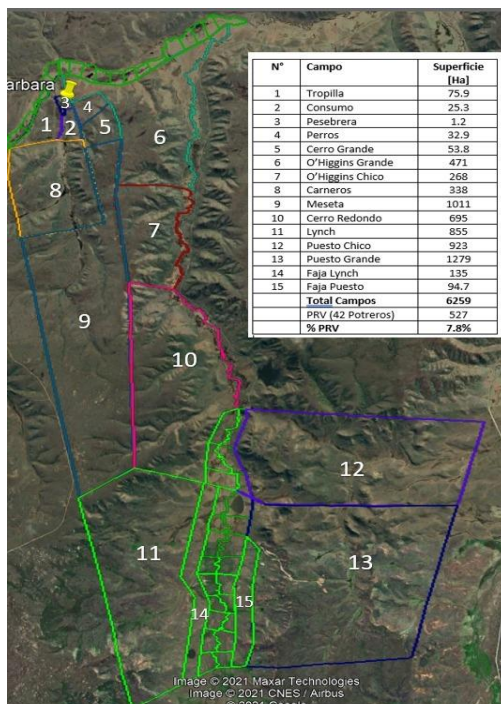 arbara
N° Campo Superficie
[Ha]
1 Tropilla 75.9
2 Consumo 25.3
3 Pesebrera 1.2
4 Perros 32.9
5 Cerro Grande 53.8
6 O'Higgins Grande 471
7 O'Higgins Chico 268
8 Carneros 338
9 Meseta 1011
10 Cerro Redondo 695
11 Lynch 855
12 Puesto Chico 923
13 Puesto Grande 1279
14 Faja Lynch 135
15 Faja Puesto 94.7
Total Campos 6259
PRV (42 Potreros) 527
% PRV 7.8%
3
4
1
2
5
6
8
7
9
10
12
11
13
14
15
Image © 2021 Maxar Technologies
Image © 2021 CNES / Airbus
© 2021 Google